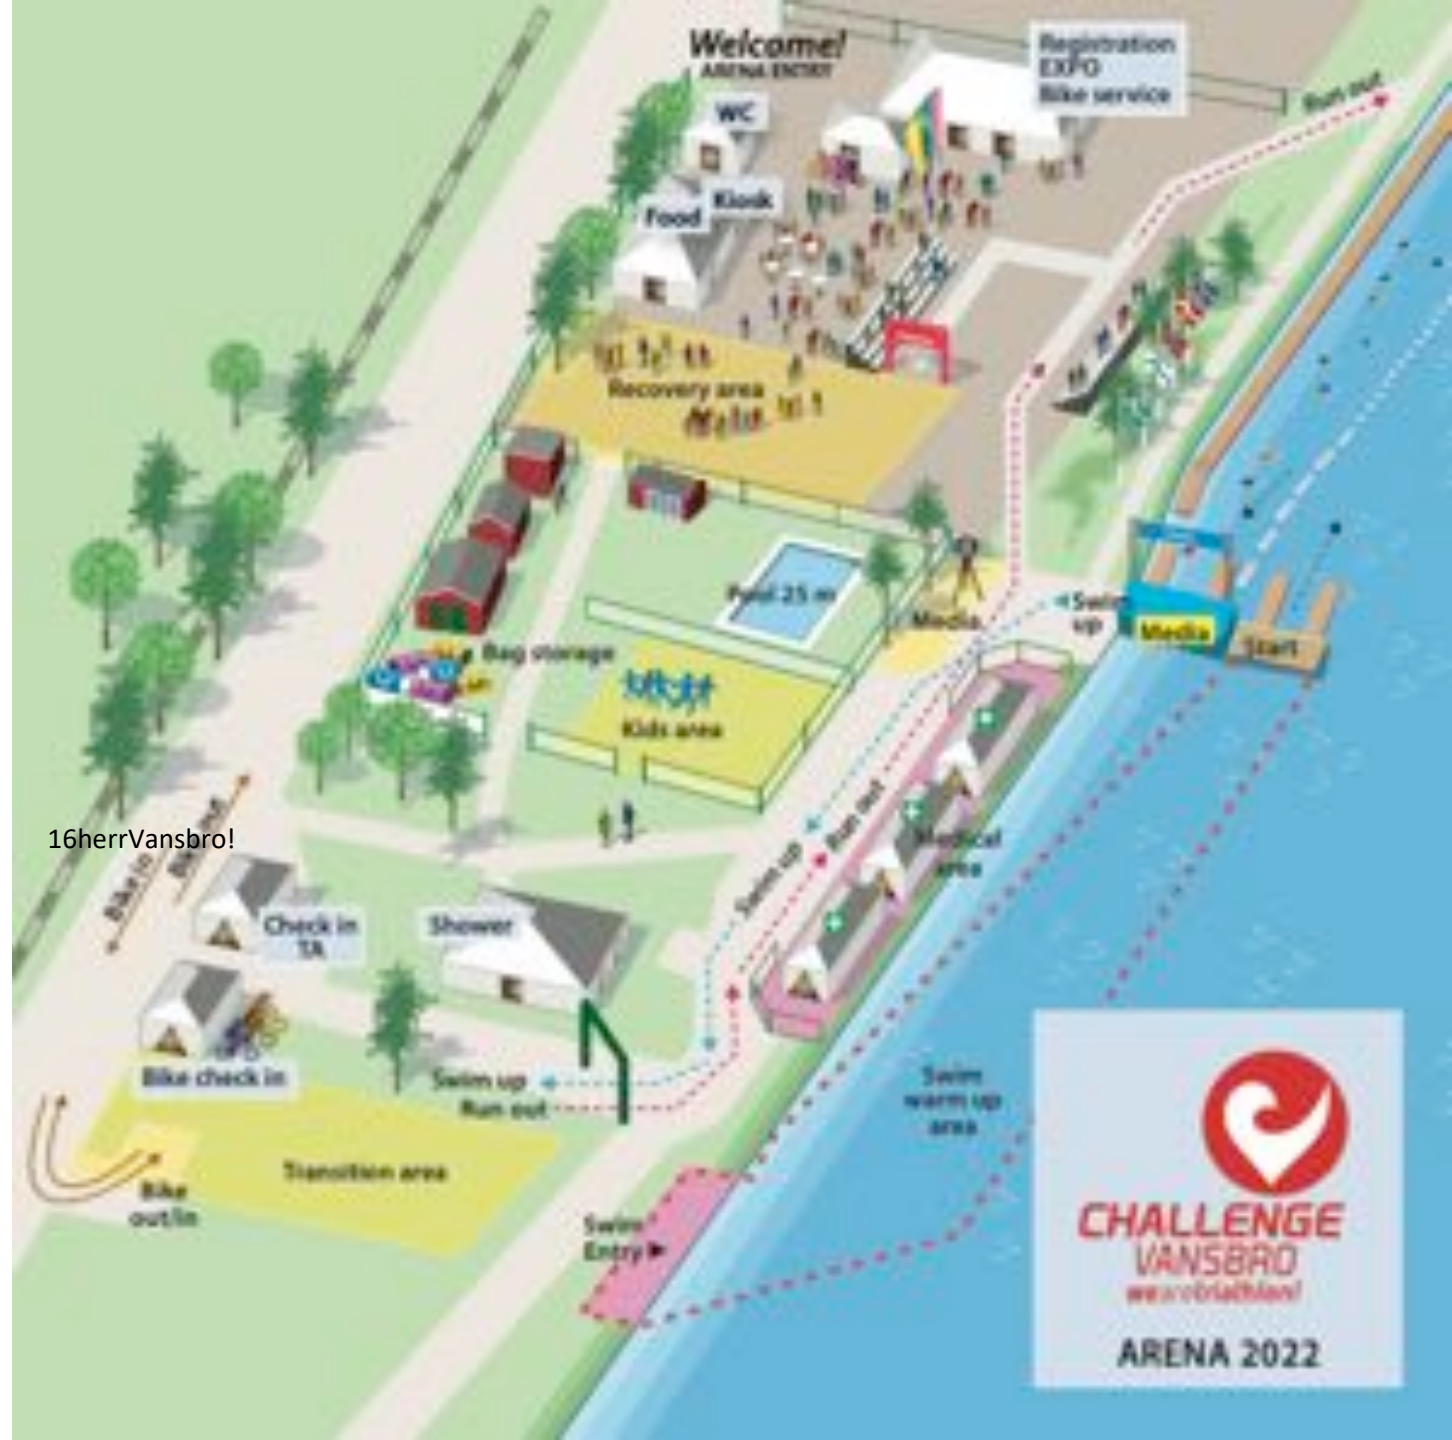 Welcome!
ARENA ENTRY
Registration
EXPO
Bike service
Run out
WC
Kiosk
Food
Recovery area
Pool 25 m
Swim
up
Media
Media
Start
Bag storage
Kids area
Run out
Medical
area
Swim up
16herrVansbro!
Bike in
Check in
TA
Shower
Bike check in
Swim up
Run out
Swim
warm up
area
Transition area
Bike
out/in
Swim
Entry
CHALLENGE
VANSBRO
wearetriathlon!
ARENA 2022